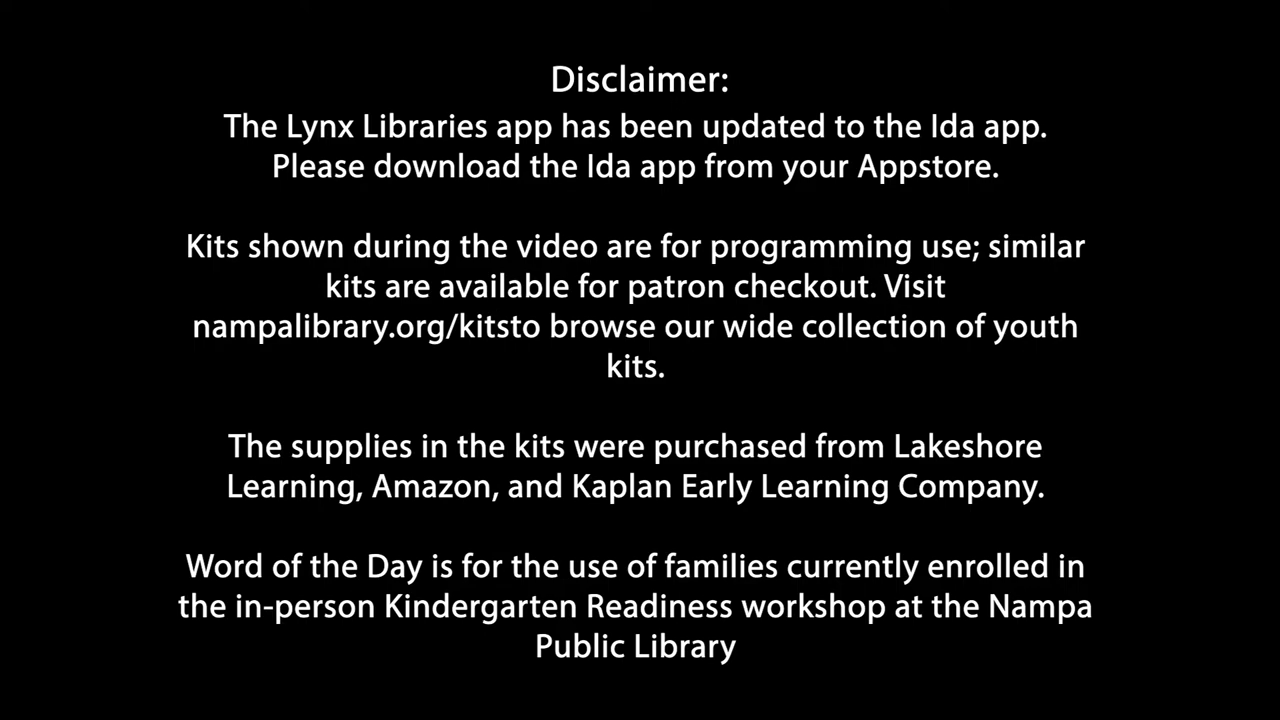 Disclaimer:
The Lynx Libraries app has been updated to the Ida app.
Please download the Ida app from your Appstore.
Kits shown during the video are for programming use; similar
kits are available for patron checkout. Visit
nampalibrary.org/kitsto browse our wide collection of youth
kits.
The supplies in the kits were purchased from Lakeshore
Learning, Amazon, and Kaplan Early Learning Company.
Word of the Day is for the use of families currently enrolled in
the in-person Kindergarten Readiness workshop at the Nampa
Public Library